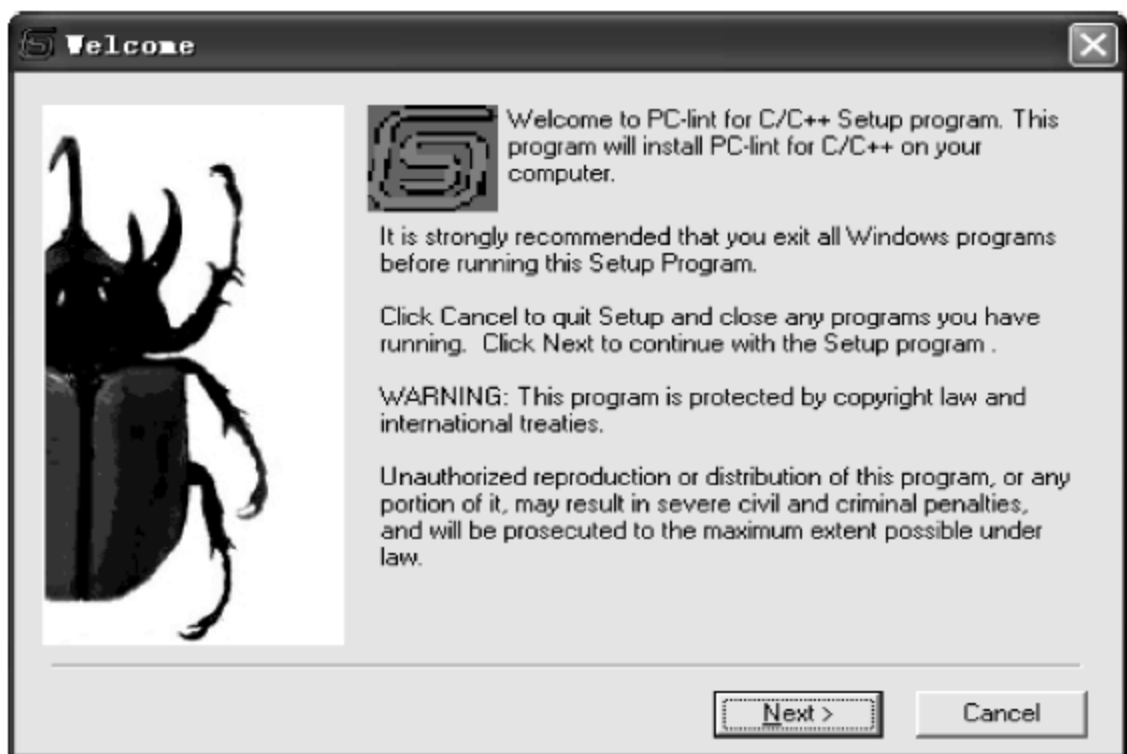 Welcome
Welcome to PC-lint for C/C++ Setup program. This
program will install PC-lint for C/C++ on your
computer.
It is strongly recommended that you exit all Windows programs
before running this Setup Program.
Click Cancel to quit Setup and close any programs you have
running.  Click Next to continue with the Setup program .
WARNING: This program is protected by copyright law and
international treaties.
Unauthorized reproduction or distribution of this program, or any
portion of it, may result in severe civil and criminal penalties,
and will be prosecuted to the maximum extent possible under
law.
Next >
Cancel